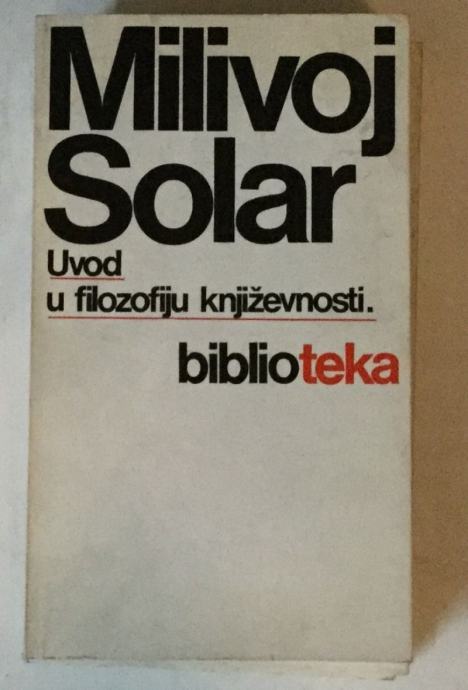 Milivoj
Solar
Uvod
u filozofiju književnosti.
biblioteka